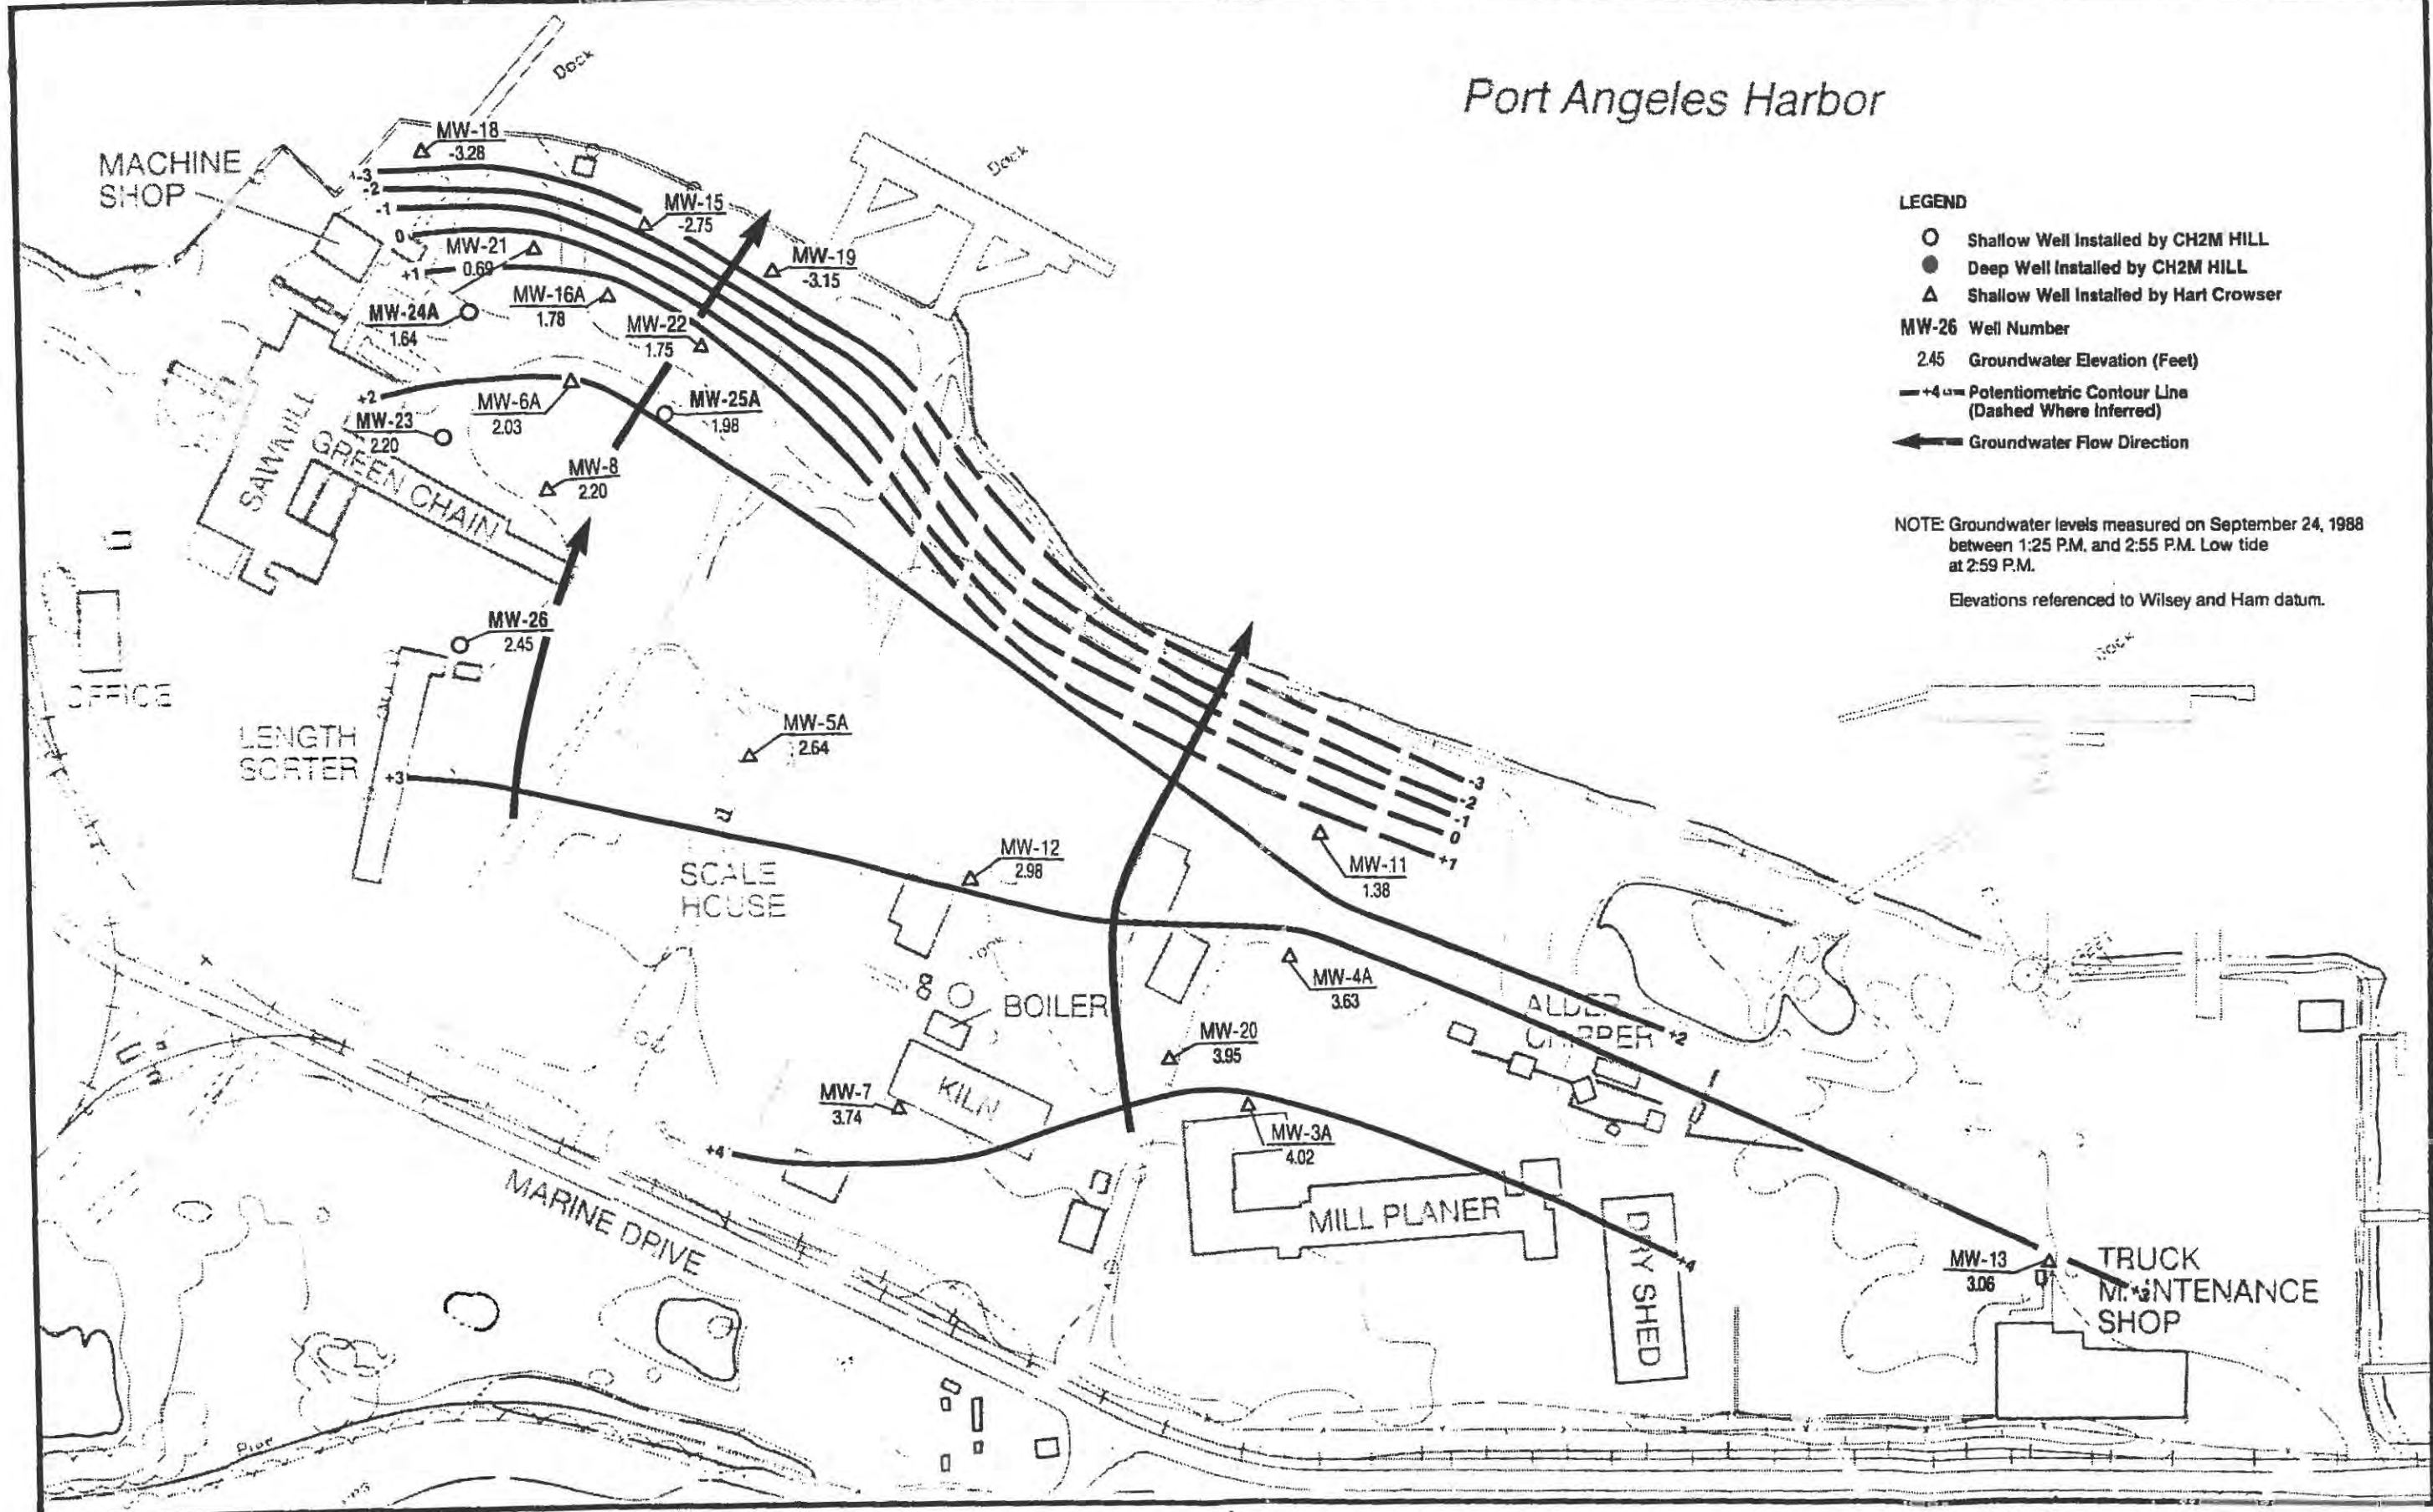 Port Angeles Harbor
Dock
Dock
MW-18
-3.28
MACHINE
SHOP
-3
-2
-1
0
+1
MW-15
-2.75
MW-19
-3.15
MW-21
0.69
MW-16A
1.78
MW-24A
1.64
MW-22
1.75
+2
MW-6A
2.03
MW-25A
1.98
MW-23
2.20
SAWMILL
GREEN CHAIN
MW-8
2.20
MW-26
2.45
OFFICE
LENGTH
SORTER
+3
MW-5A
2.64
SCALE
HOUSE
MW-12
2.98
-3
-2
-1
0
+1
MW-11
1.38
MW-4A
3.63
BOILER
MW-20
3.95
ALDER
CHIPPER
+2
MW-7
3.74
KILN
+4
MW-3A
4.02
MILL PLANER
DRY SHED
+4
MARINE DRIVE
MW-13
3.06
TRUCK
MAINTENANCE
SHOP
LEGEND
Shallow Well Installed by CH2M HILL
Deep Well Installed by CH2M HILL
Shallow Well Installed by Hart Crowser
MW-26 Well Number
2.45 Groundwater Elevation (Feet)
+4 Potentiometric Contour Line
(Dashed Where Inferred)
Groundwater Flow Direction
NOTE: Groundwater levels measured on September 24, 1988
between 1:25 P.M. and 2:55 P.M. Low tide
at 2:59 P.M.
Elevations referenced to Wilsey and Ham datum.
Dock